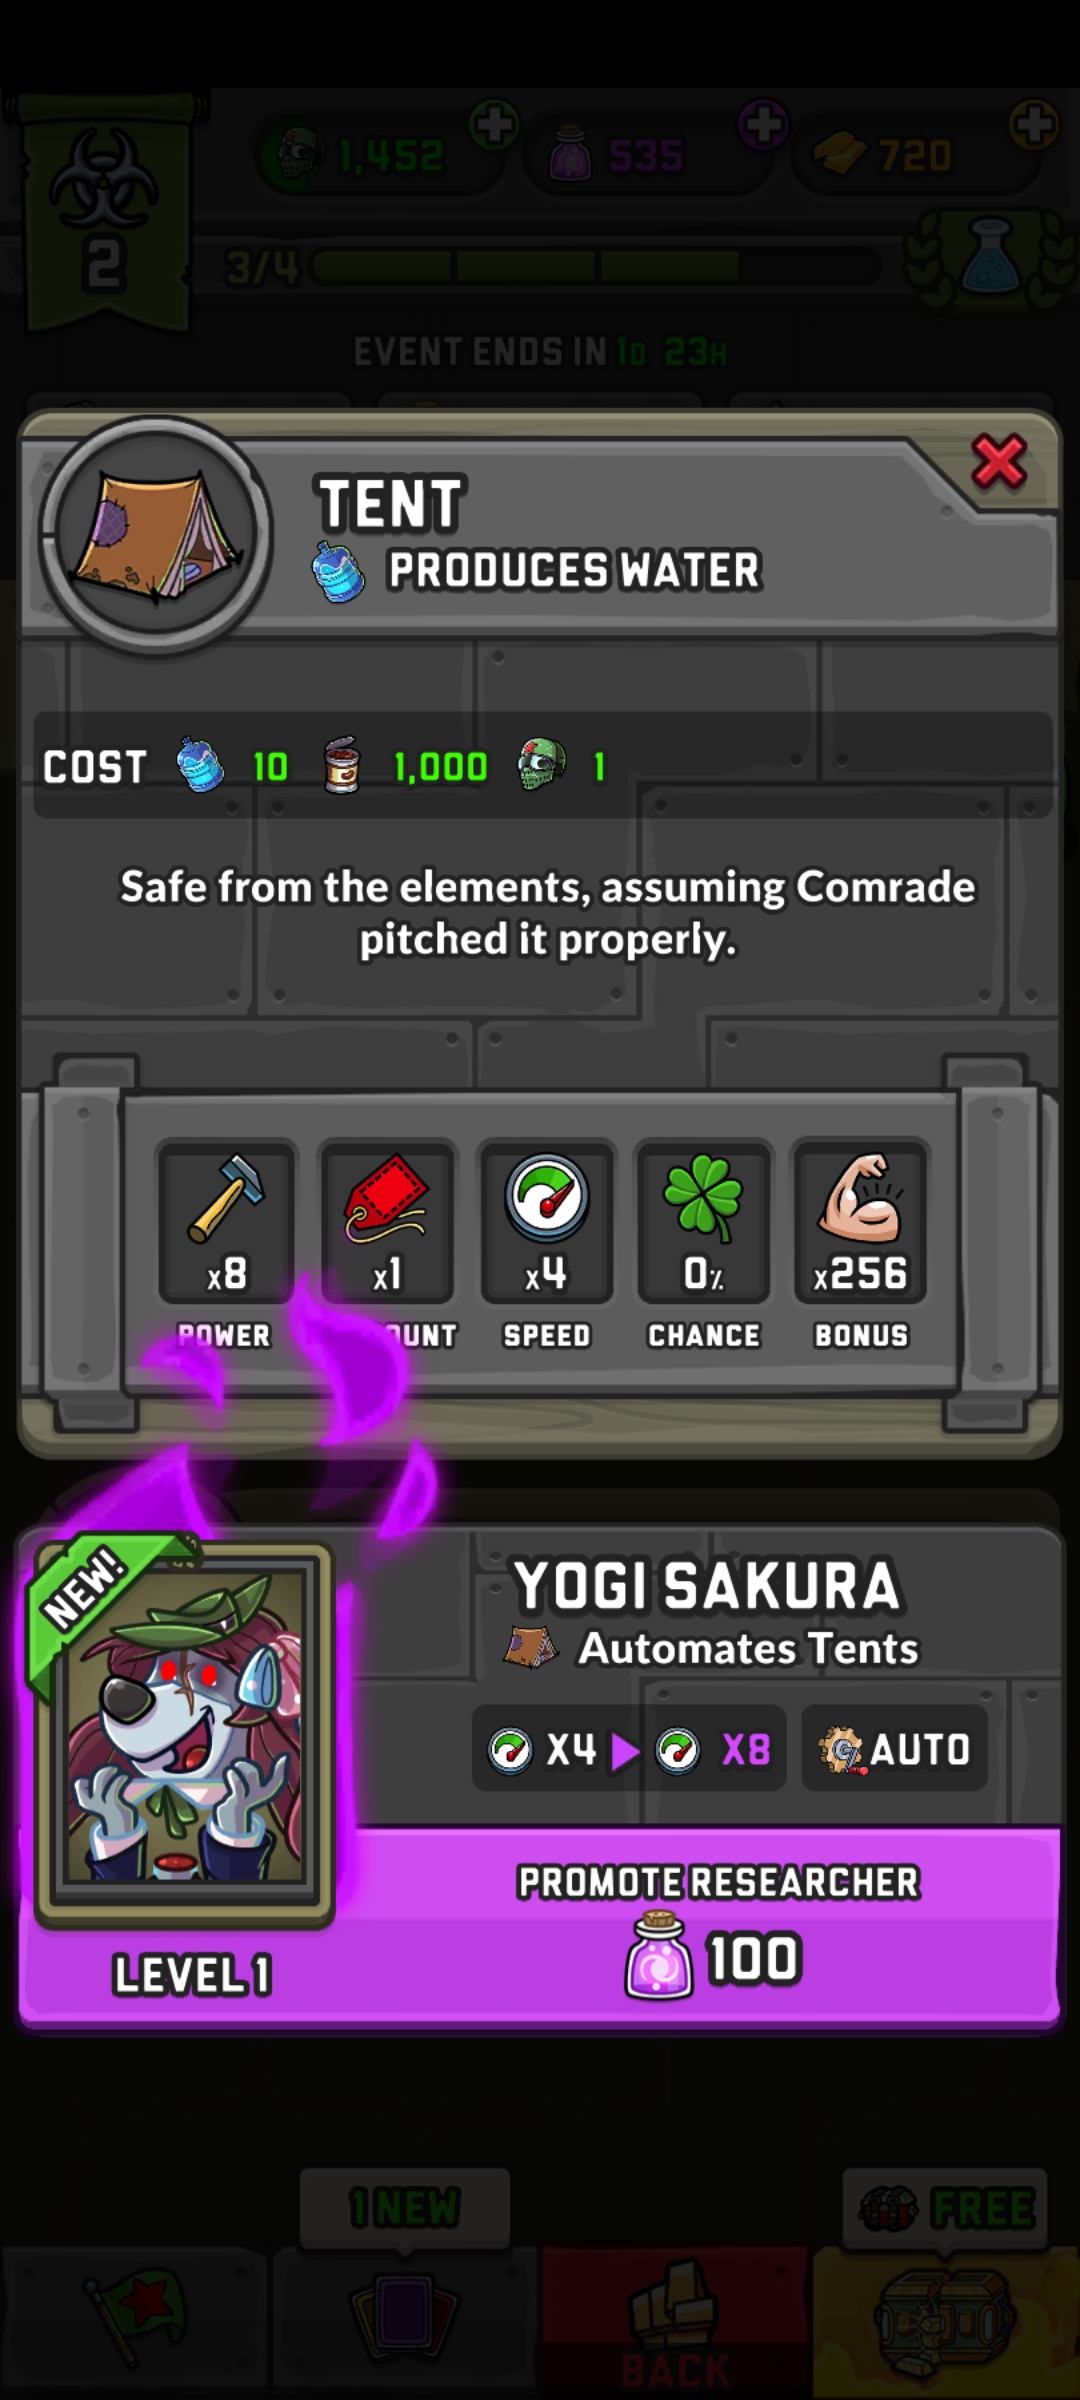 1,452
535
720
2
3/4
EVENT ENDS IN 1D 23H
TENT
PRODUCES WATER
COST 10 1,000 1
Safe from the elements, assuming Comrade
pitched it properly.
x8 x1 x4 0% x256
POWER OUNT SPEED CHANCE BONUS
NEW!
YOGI SAKURA
Automates Tents
X4 X8 AUTO
PROMOTE RESEARCHER
100
LEVEL 1
1 NEW
FREE
BACK